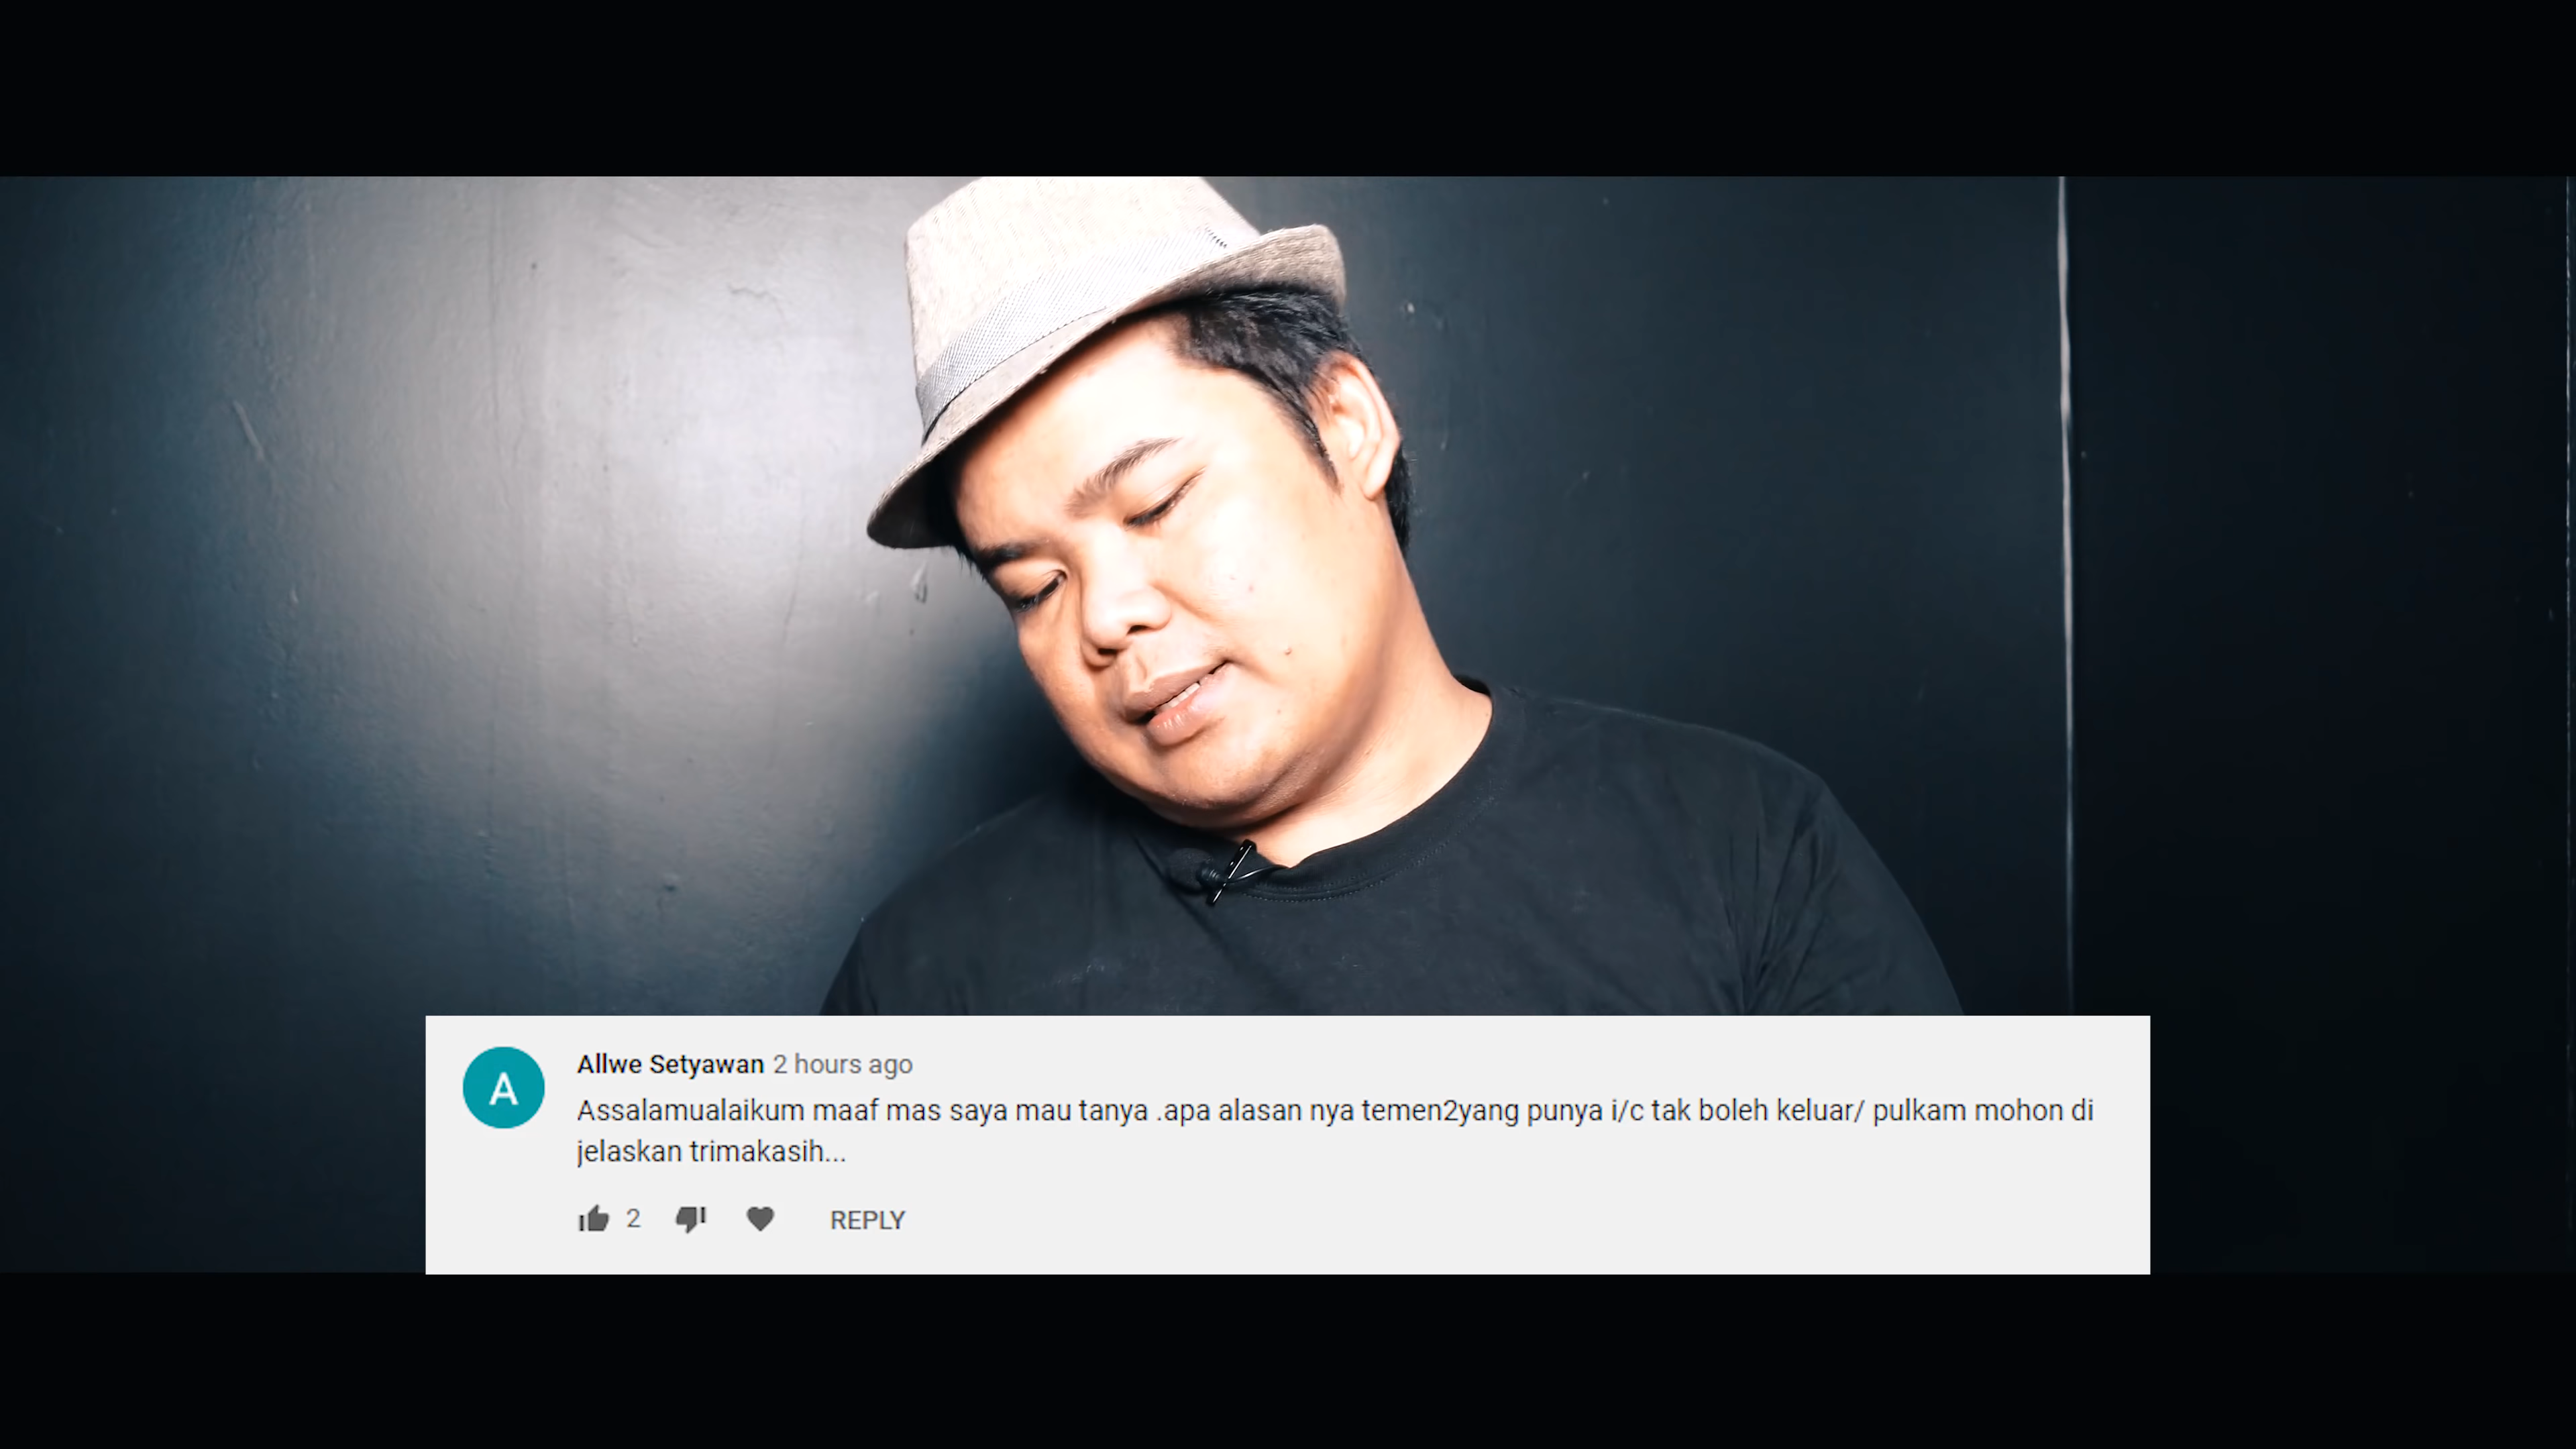 A
Allwe Setyawan 2 hours ago
Assalamualaikum maaf mas saya mau tanya .apa alasan nya temen2yang punya i/c tak boleh keluar/ pulkam mohon di
jelaskan trimakasih...
2 REPLY